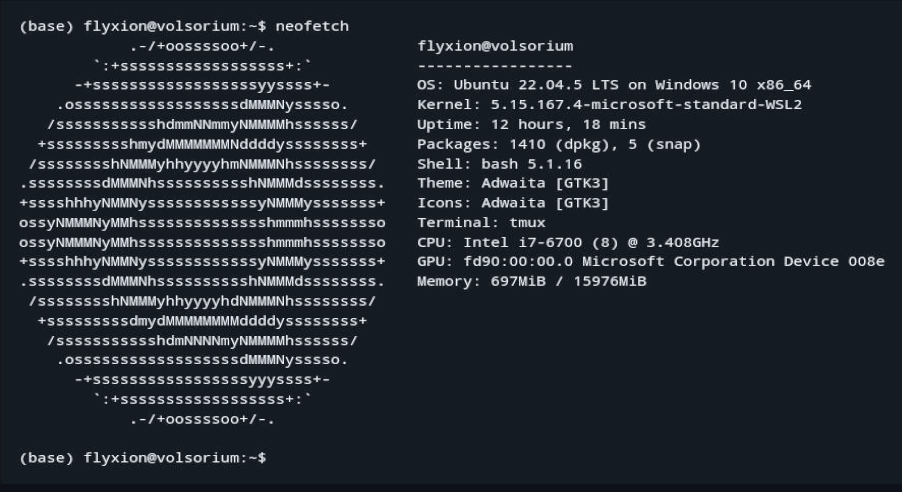 (base) flyxion@volsorium:~$ neofetch
            .-/+oossssoo+/-.               flyxion@volsorium
        `:+ssssssssssssssssss+:`           -----------------
      -+ssssssssssssssssssyyssss+-         OS: Ubuntu 22.04.5 LTS on Windows 10 x86_64
    .ossssssssssssssssssdMMMNysssso.       Kernel: 5.15.167.4-microsoft-standard-WSL2
   /ssssssssssshdmmNNmmyNMMMMhssssss/      Uptime: 12 hours, 18 mins
  +ssssssssshmydMMMMMMMNddddyssssssss+     Packages: 1410 (dpkg), 5 (snap)
 /sssssssshNMMMyhhyyyyhmNMMMNhssssssss/    Shell: bash 5.1.16
.ssssssssdMMMNhsssssssssshNMMMdssssssss.   Theme: Adwaita [GTK3]
+sssshhhyNMMNyssssssssssssyNMMMysssssss+   Icons: Adwaita [GTK3]
ossyNMMMNyMMhsssssssssssssshmmmhssssssso   Terminal: tmux
ossyNMMMNyMMhsssssssssssssshmmmhssssssso   CPU: Intel i7-6700 (8) @ 3.408GHz
+sssshhhyNMMNyssssssssssssyNMMMysssssss+   GPU: fd90:00:00.0 Microsoft Corporation Device 008e
.ssssssssdMMMNhsssssssssshNMMMdssssssss.   Memory: 697MiB / 15976MiB
 /sssssssshNMMMyhhyyyyhdNMMMNhssssssss/
  +sssssssssdmydMMMMMMMMddddyssssssss+
   /ssssssssssshdmNNNNmyNMMMMhssssss/
    .ossssssssssssssssssdMMMNysssso.
      -+sssssssssssssssssyyyssss+-
        `:+ssssssssssssssssss+:`
            .-/+oossssoo+/-.
(base) flyxion@volsorium:~$